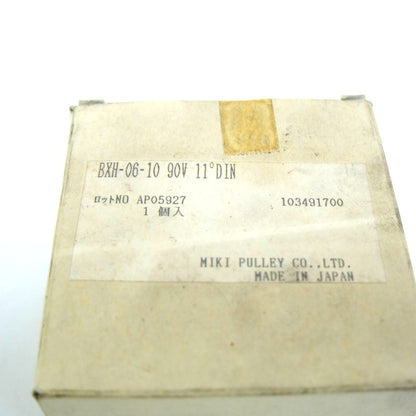 BXH-06-10 90V 11°DIN
ロットNO AP05927 103491700
1 個入
MIKI PULLEY CO.,LTD.
MADE IN JAPAN